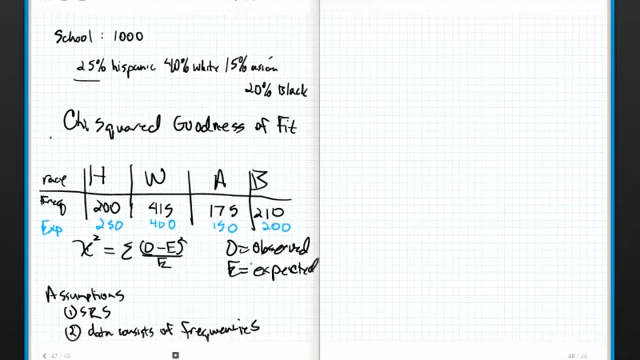 School : 1000
25% hispanic 40% white 15% asian
20% Black
Chi Squared Goodness of Fit
race H W A B
Freq 200 415 175 210
Exp 250 400 150 200
χ² = Σ (O-E)²/E O=observed
E=expected
Assumptions
① SRS
② data consists of frequencies